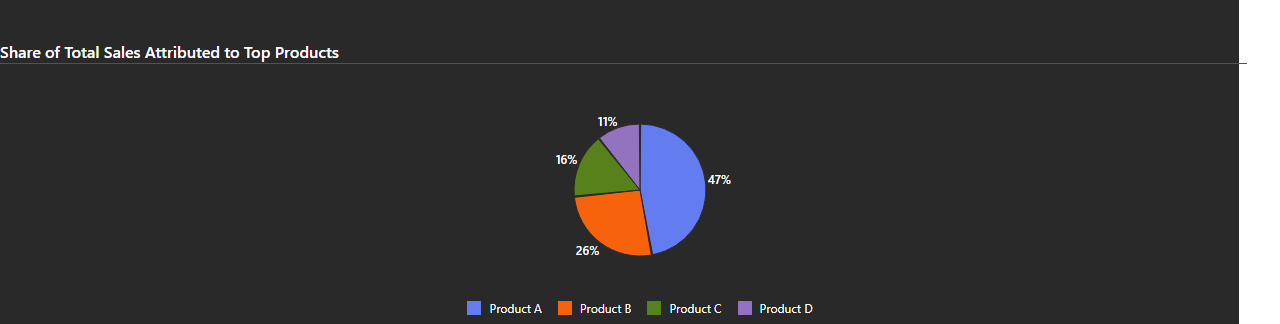 Share of Total Sales Attributed to Top Products
11%
16%
47%
26%
Product A Product B Product C Product D